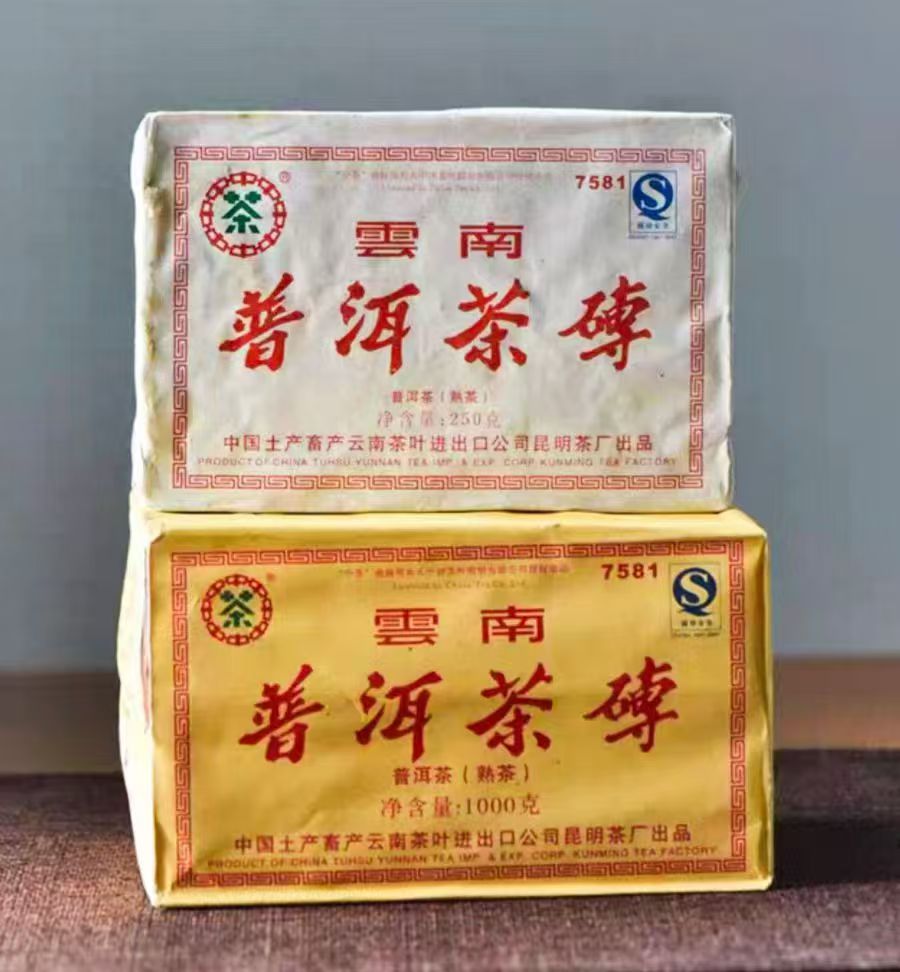 茶
®
7581
S
雲南
普洱茶磚
普洱茶(熟茶)
净含量:250克
中国土产畜产云南茶叶进出口公司昆明茶厂出品
PRODUCT OF CHINA TUHSU YUNNAN TEA IMP. & EXP. CORP. KUNMING TEA FACTORY
茶
7581
S
雲南
普洱茶磚
普洱茶(熟茶)
净含量:1000克
中国土产畜产云南茶叶进出口公司昆明茶厂出品
PRODUCT OF CHINA TUHSU YUNNAN TEA IMP. & EXP. CORP. KUNMING TEA FACTORY